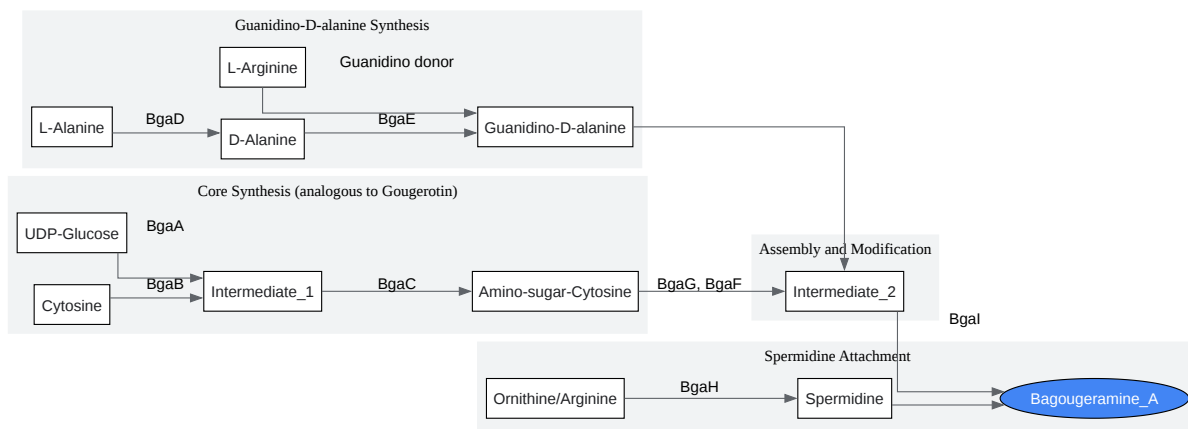 Guanidino-D-alanine Synthesis
L-Arginine
Guanidino donor
L-Alanine
BgaD
D-Alanine
BgaE
Guanidino-D-alanine
Core Synthesis (analogous to Gougerotin)
UDP-Glucose
BgaA
Cytosine
BgaB
Intermediate_1
BgaC
Amino-sugar-Cytosine
BgaG, BgaF
Assembly and Modification
Intermediate_2
BgaI
Spermidine Attachment
Ornithine/Arginine
BgaH
Spermidine
Bagougeramine_A